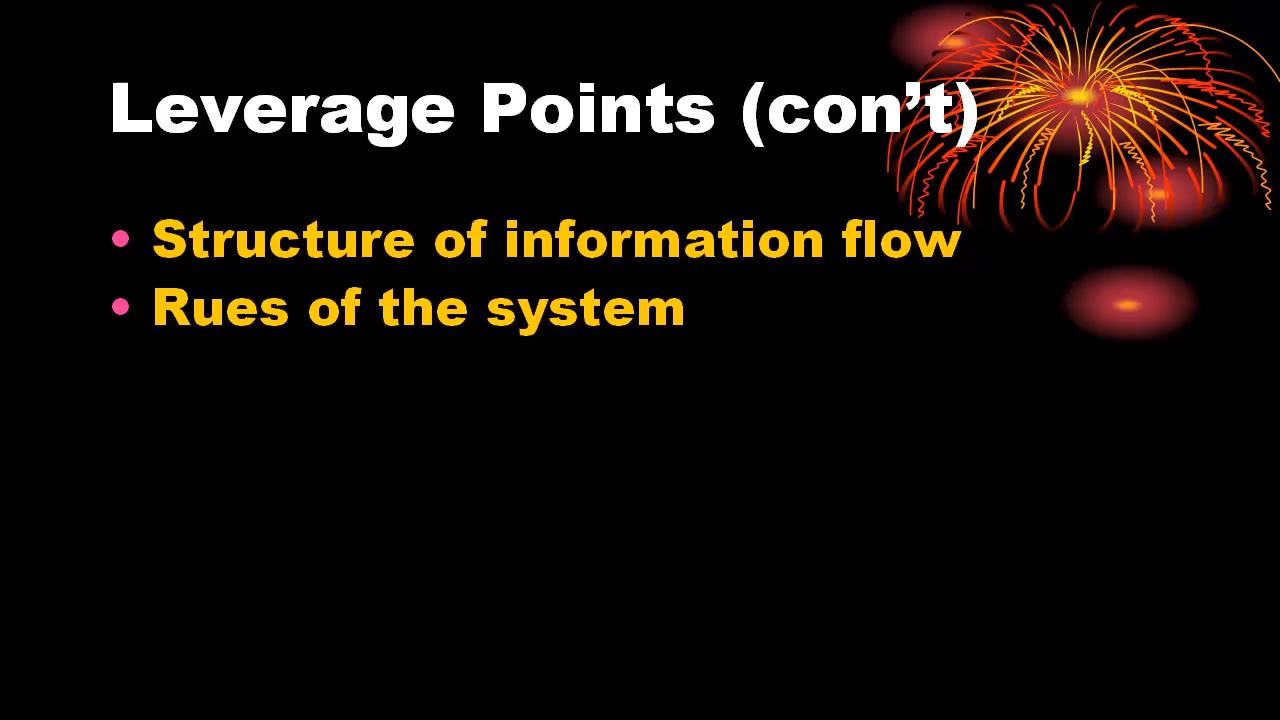 Leverage Points (con’t)
• Structure of information flow
• Rues of the system